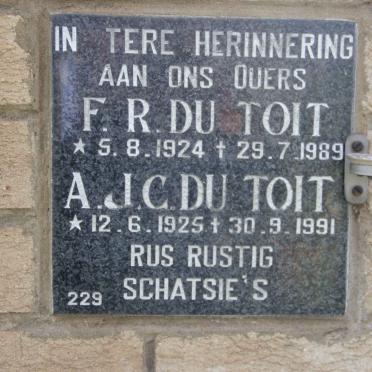 IN TERE HERINNERING
AAN ONS OUERS
F. R. DU TOIT
★ 5.8.1924 † 29.7.1989
A.J.C. DU TOIT
★ 12.6.1925 † 30.9.1991
RUS RUSTIG
SCHATSIE'S
229